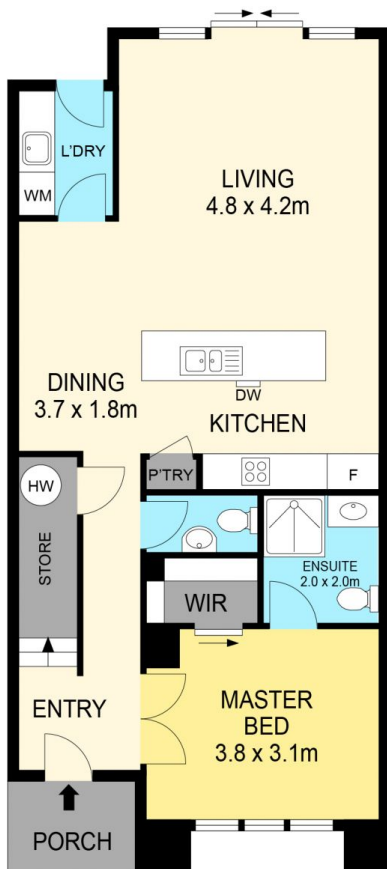 L'DRY
WM
LIVING
4.8 x 4.2m
DINING
3.7 x 1.8m
DW
KITCHEN
P'TRY
F
HW
STORE
ENSUITE
2.0 x 2.0m
WIR
ENTRY
MASTER
BED
3.8 x 3.1m
PORCH